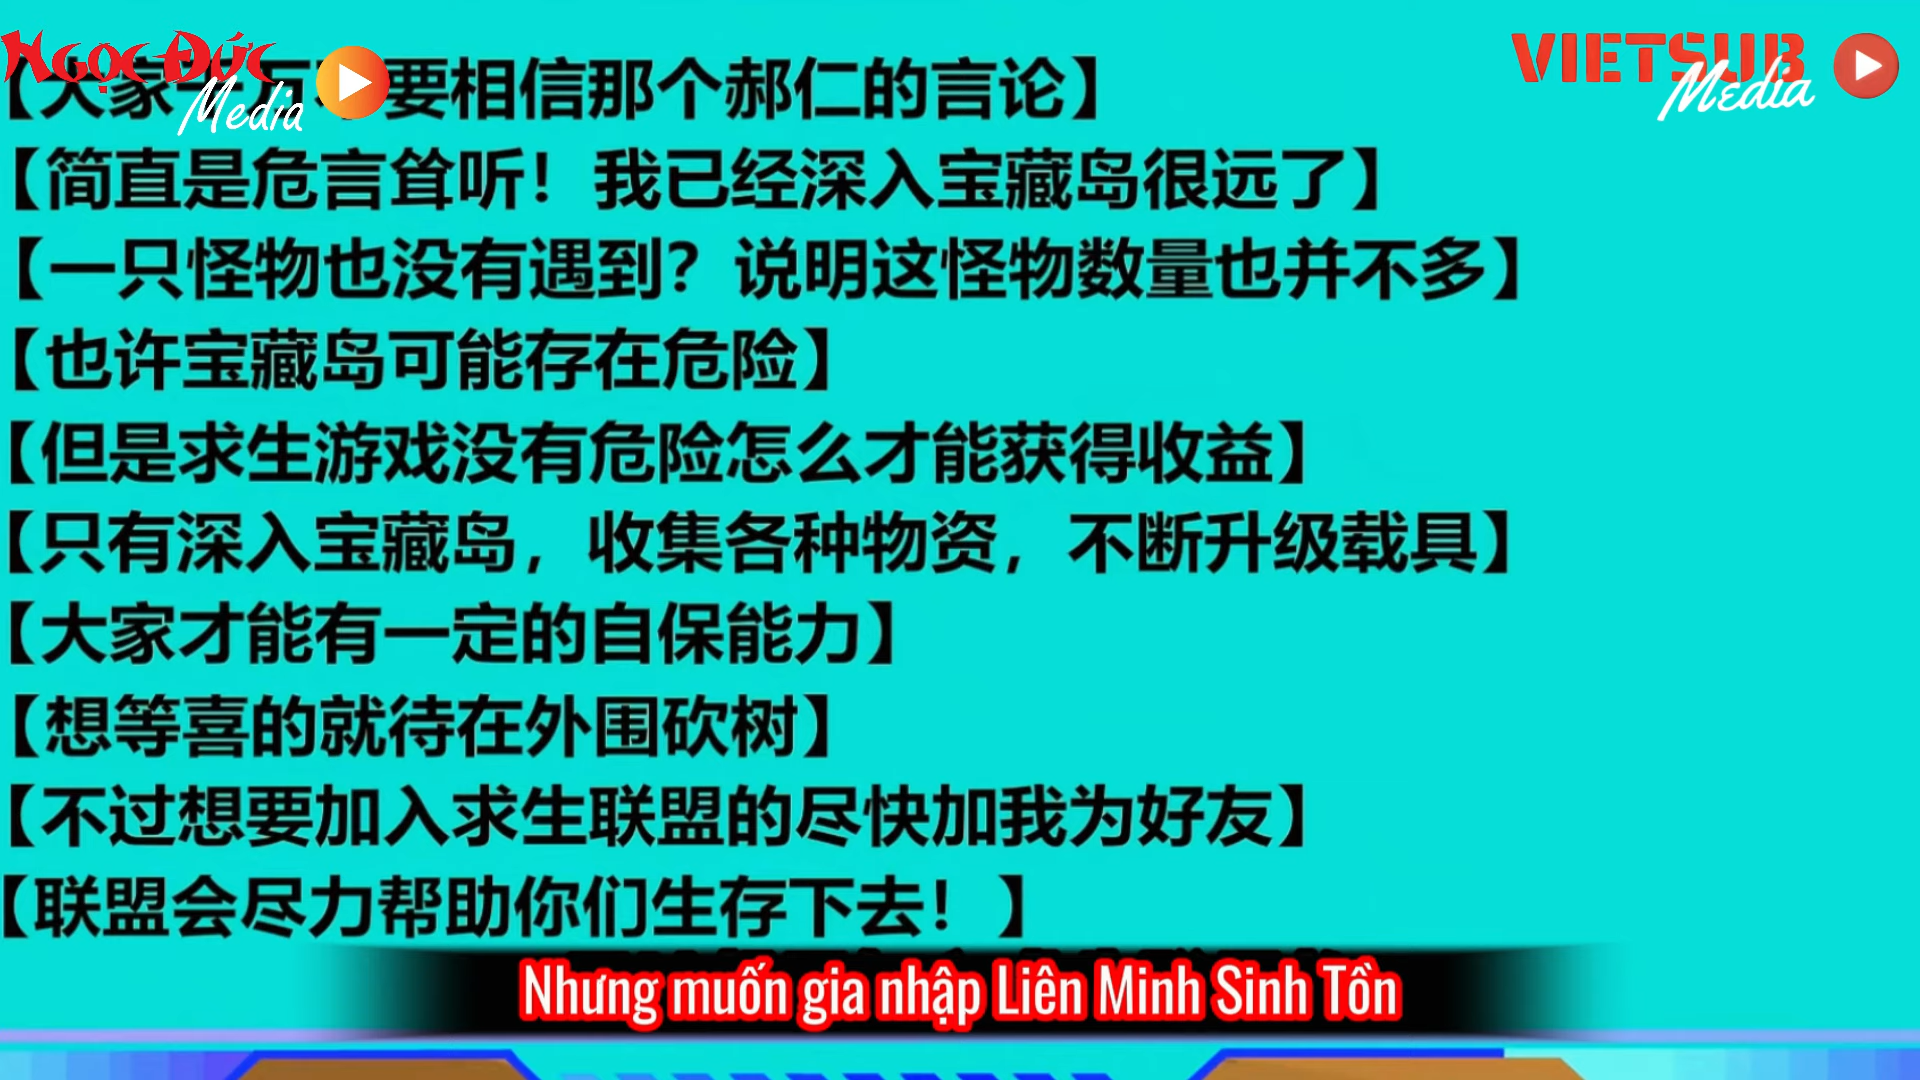 NGỌC ĐỨC
Media
VIETSUB
Media
【大家千万不要相信那个郝仁的言论】
【简直是危言耸听！我已经深入宝藏岛很远了】
【一只怪物也没有遇到？说明这怪物数量也并不多】
【也许宝藏岛可能存在危险】
【但是求生游戏没有危险怎么才能获得收益】
【只有深入宝藏岛，收集各种物资，不断升级载具】
【大家才能有一定的自保能力】
【想等喜的就待在外围砍树】
【不过想要加入求生联盟的尽快加我为好友】
【联盟会尽力帮助你们生存下去！】
Nhưng muốn gia nhập Liên Minh Sinh Tồn